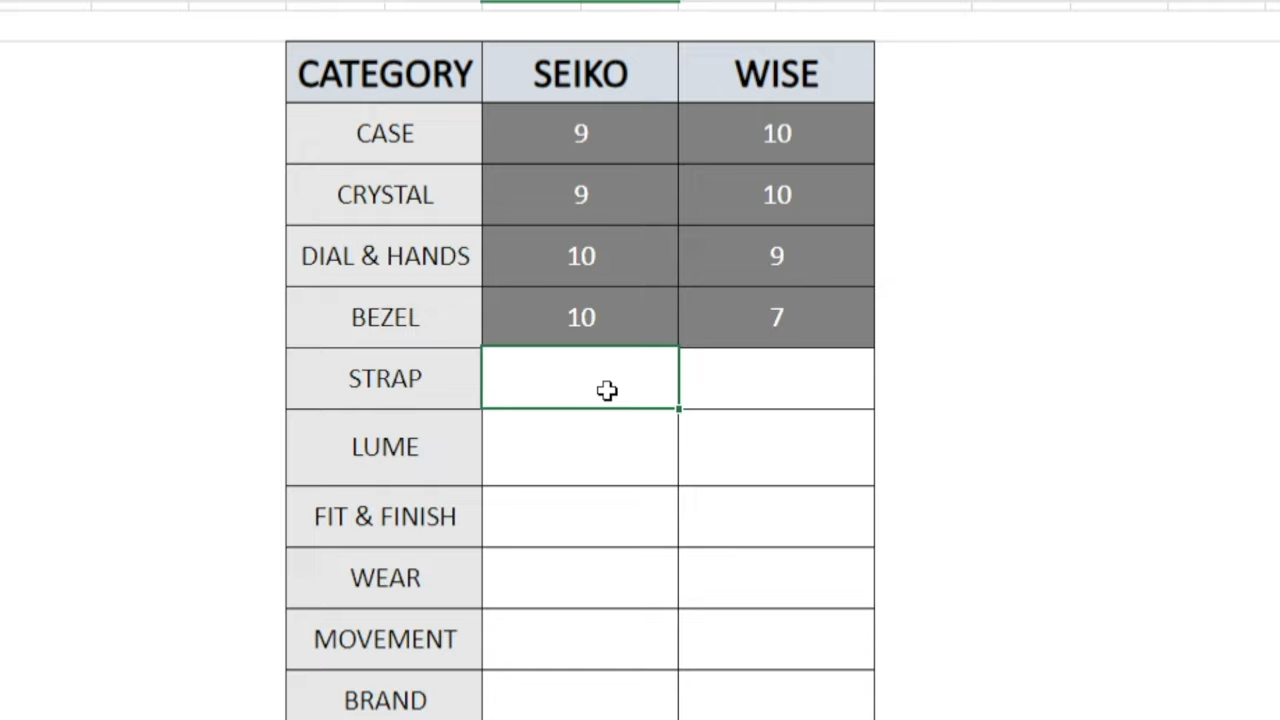 CATEGORY SEIKO WISE
CASE 9 10
CRYSTAL 9 10
DIAL & HANDS 10 9
BEZEL 10 7
STRAP
LUME
FIT & FINISH
WEAR
MOVEMENT
BRAND